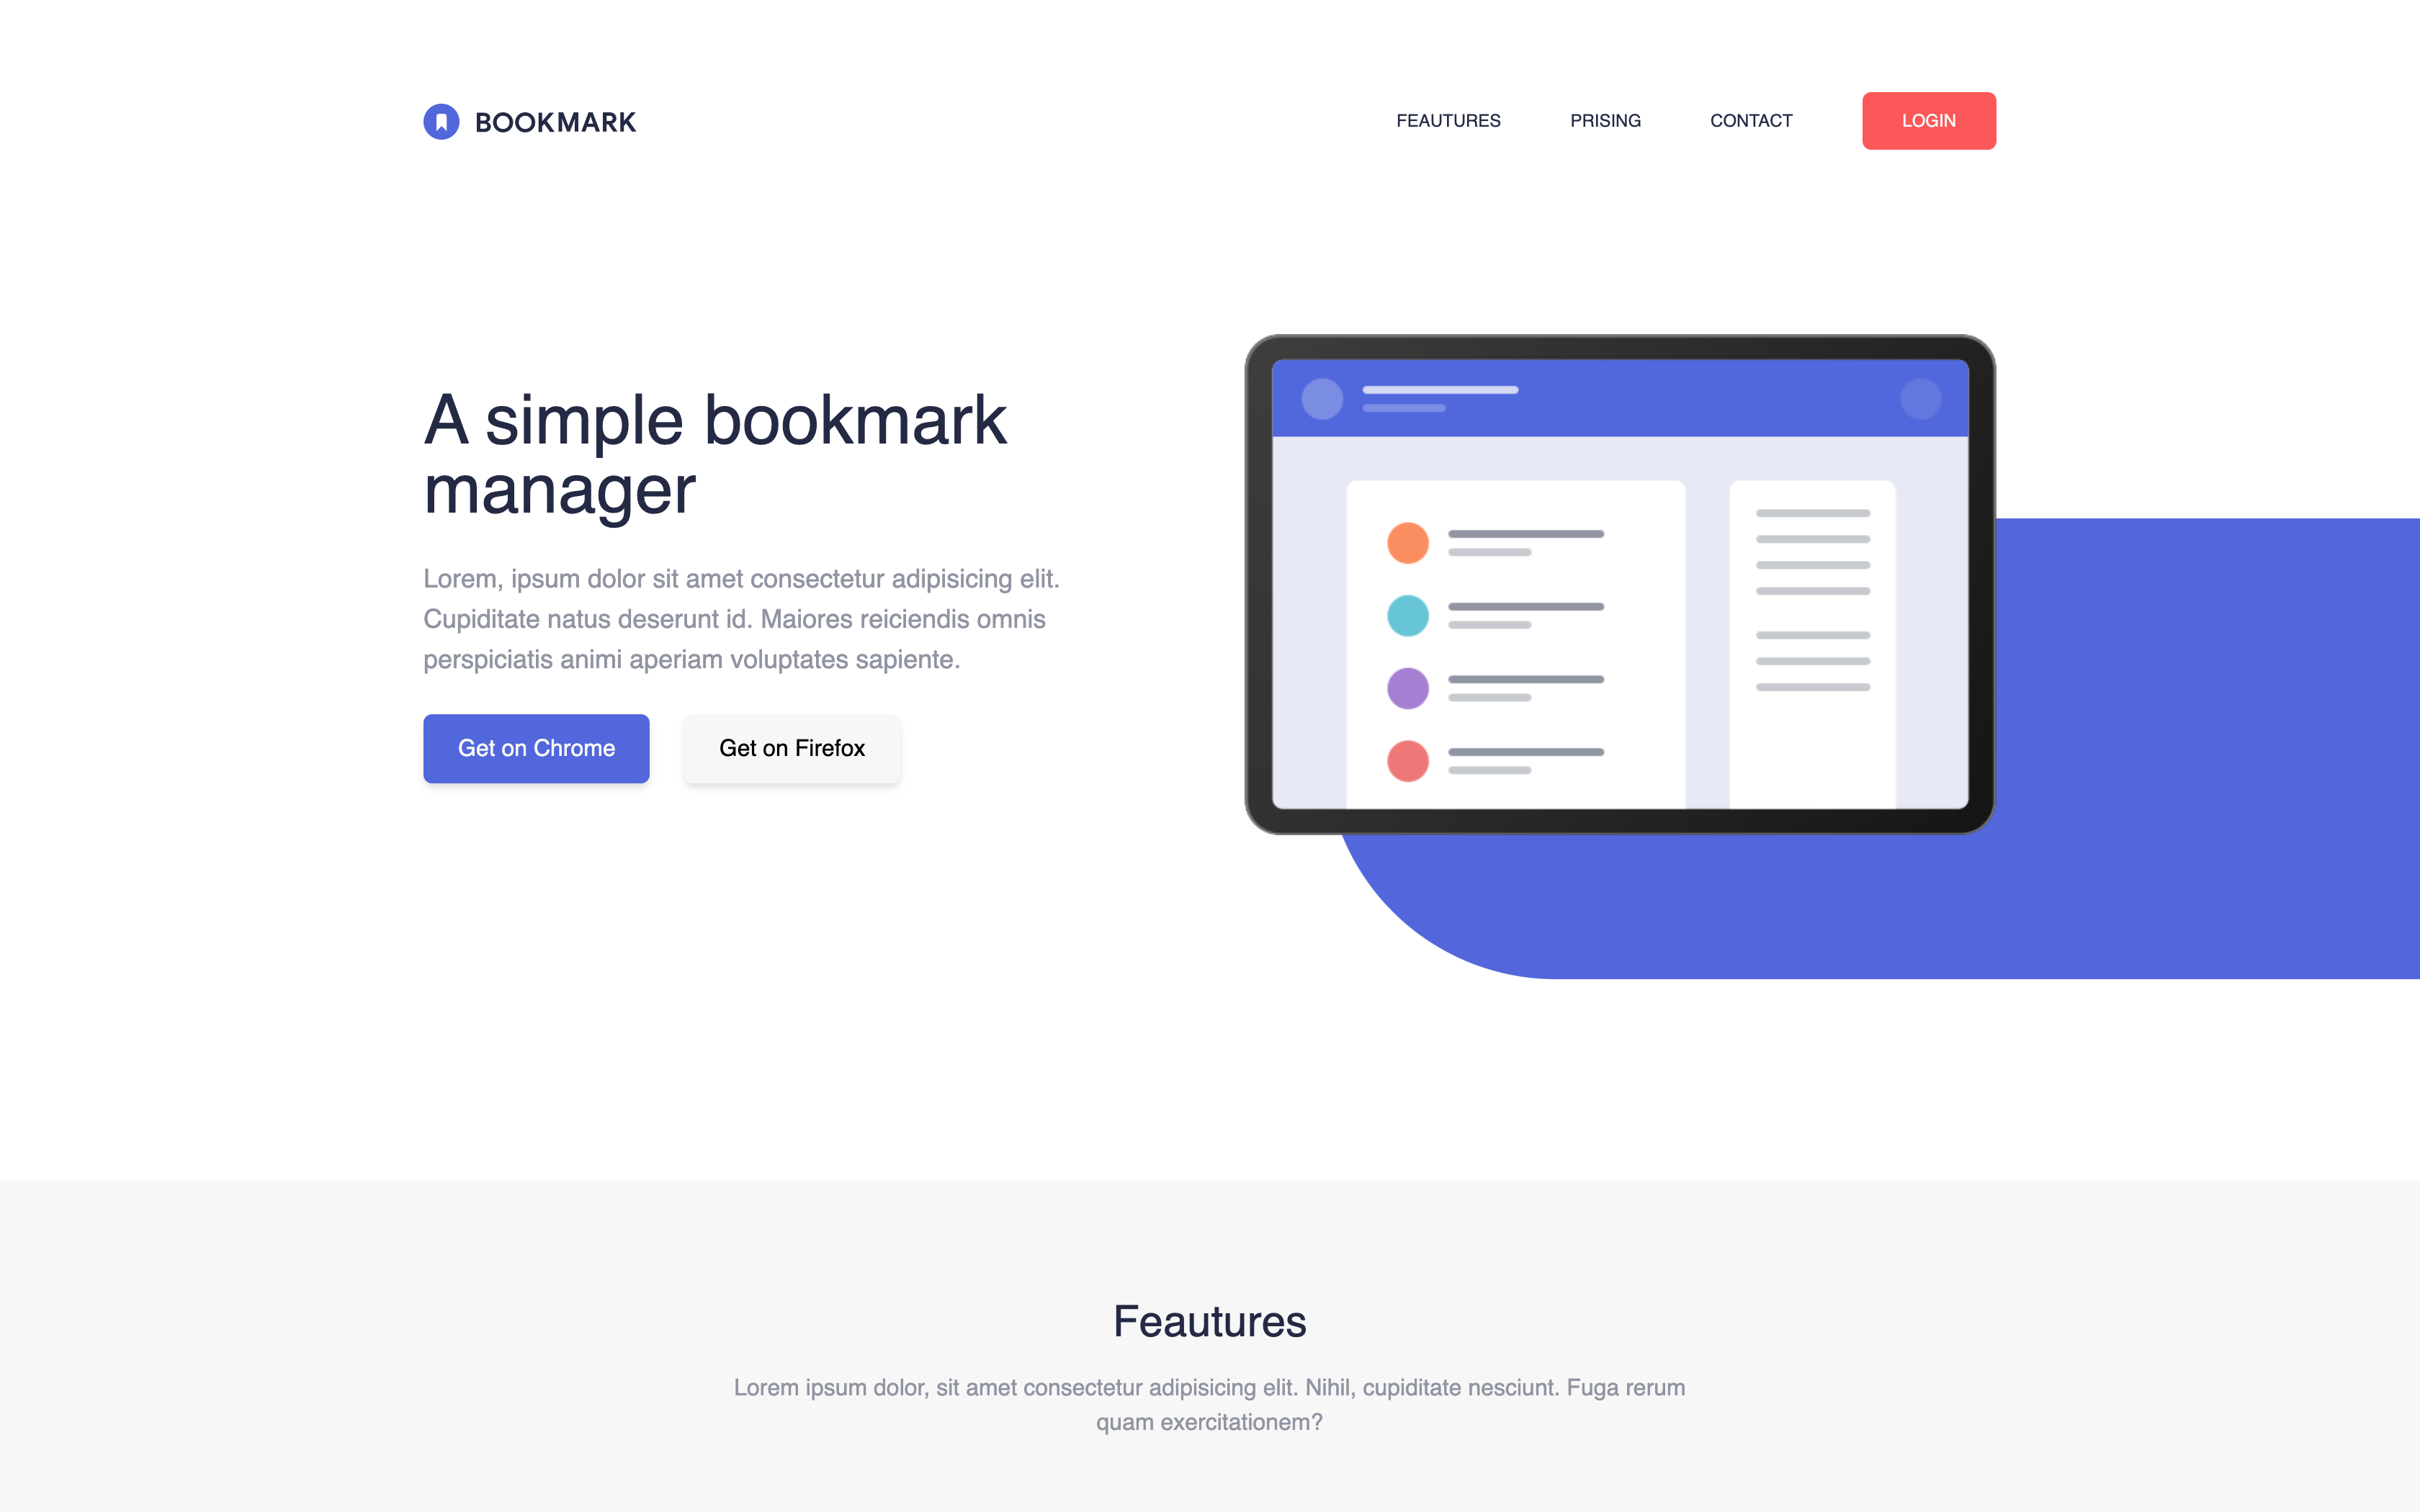 BOOKMARK
FEAUTURES
PRISING
CONTACT
LOGIN
A simple bookmark
manager
Lorem, ipsum dolor sit amet consectetur adipisicing elit.
Cupiditate natus deserunt id. Maiores reiciendis omnis
perspiciatis animi aperiam voluptates sapiente.
Get on Chrome
Get on Firefox
Feautures
Lorem ipsum dolor, sit amet consectetur adipisicing elit. Nihil, cupiditate nesciunt. Fuga rerum
quam exercitationem?